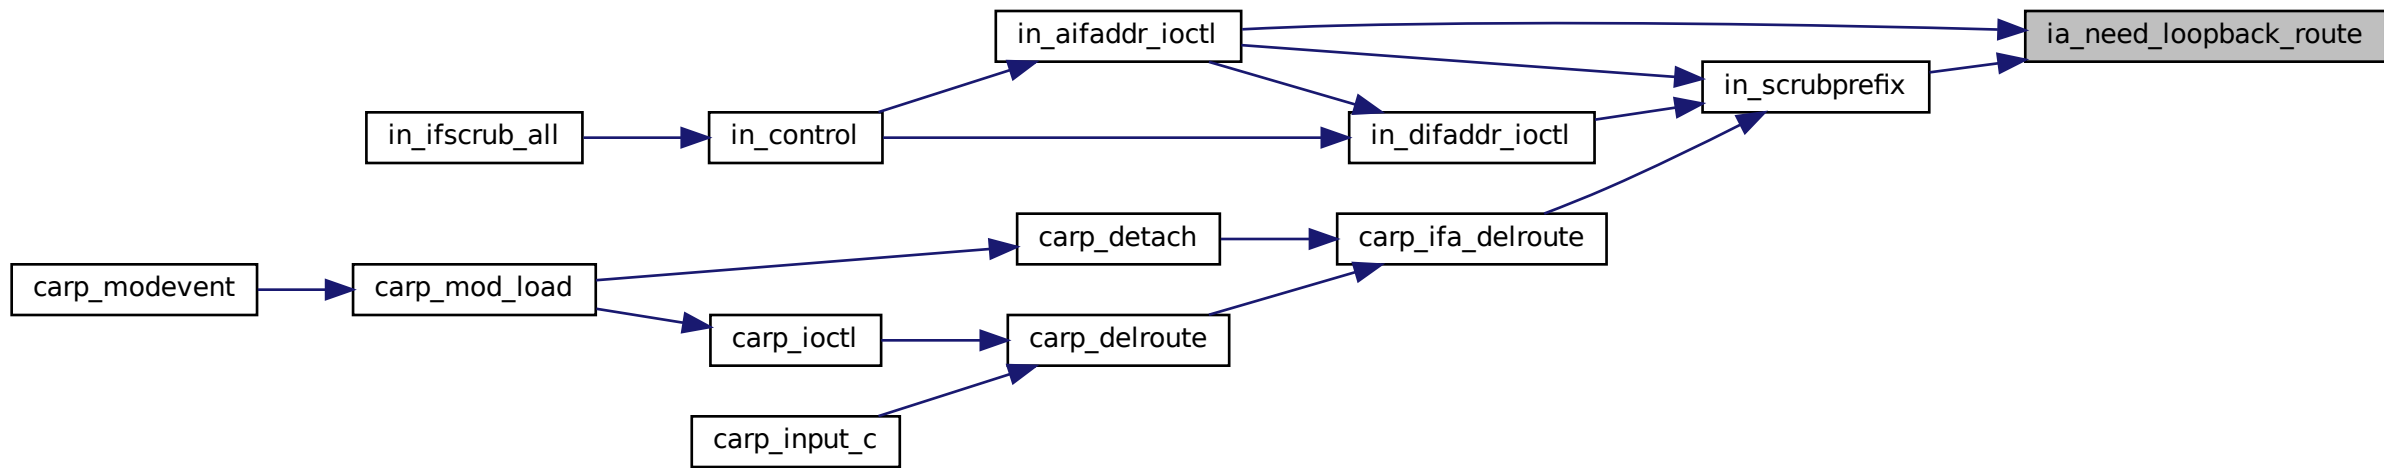 in_aifaddr_ioctl
ia_need_loopback_route
in_scrubprefix
in_ifscrub_all
in_control
in_difaddr_ioctl
carp_detach
carp_ifa_delroute
carp_modevent
carp_mod_load
carp_ioctl
carp_delroute
carp_input_c